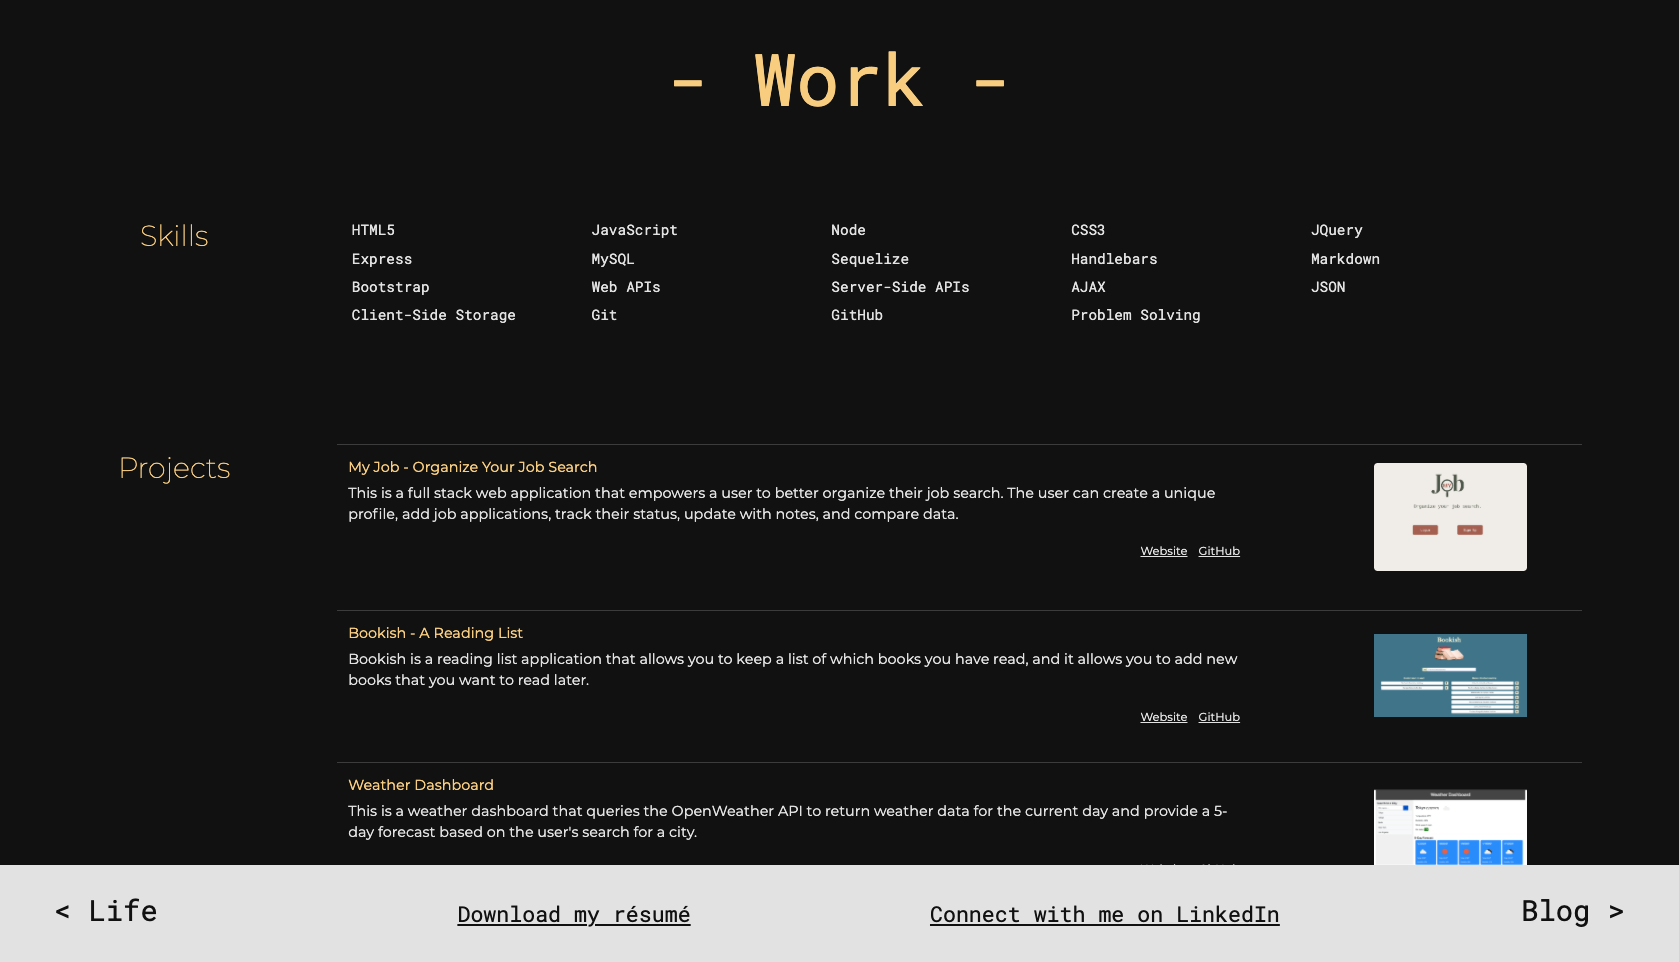 - Work -
Skills
HTML5 JavaScript Node CSS3 JQuery
Express MySQL Sequelize Handlebars Markdown
Bootstrap Web APIs Server-Side APIs AJAX JSON
Client-Side Storage Git GitHub Problem Solving
Projects
My Job - Organize Your Job Search
This is a full stack web application that empowers a user to better organize their job search. The user can create a unique
profile, add job applications, track their status, update with notes, and compare data.
Website GitHub
Job
Organize your job search.
Bookish - A Reading List
Bookish is a reading list application that allows you to keep a list of which books you have read, and it allows you to add new
books that you want to read later.
Website GitHub
Bookish
Weather Dashboard
This is a weather dashboard that queries the OpenWeather API to return weather data for the current day and provide a 5-
day forecast based on the user's search for a city.
Weather Dashboard
< Life
Download my résumé
Connect with me on LinkedIn
Blog >